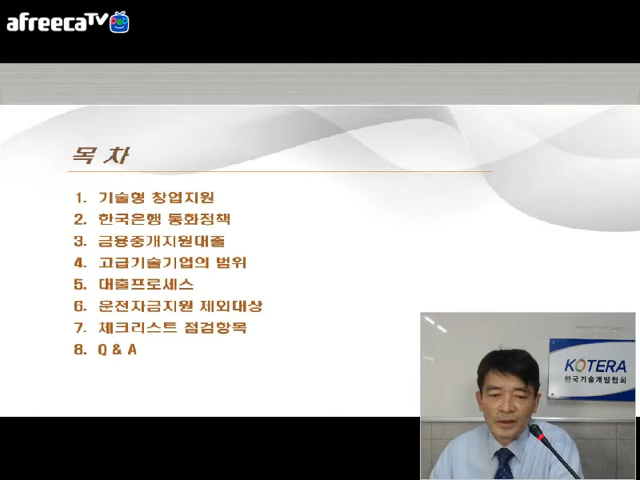 afreecaTV
목 차
1. 기술형 창업지원
2. 한국은행 통화정책
3. 금융중개지원대출
4. 고급기술기업의 범위
5. 대출프로세스
6. 운전자금지원 제외대상
7. 체크리스트 점검항목
8. Q & A
KOTERA
한국기술개발협회